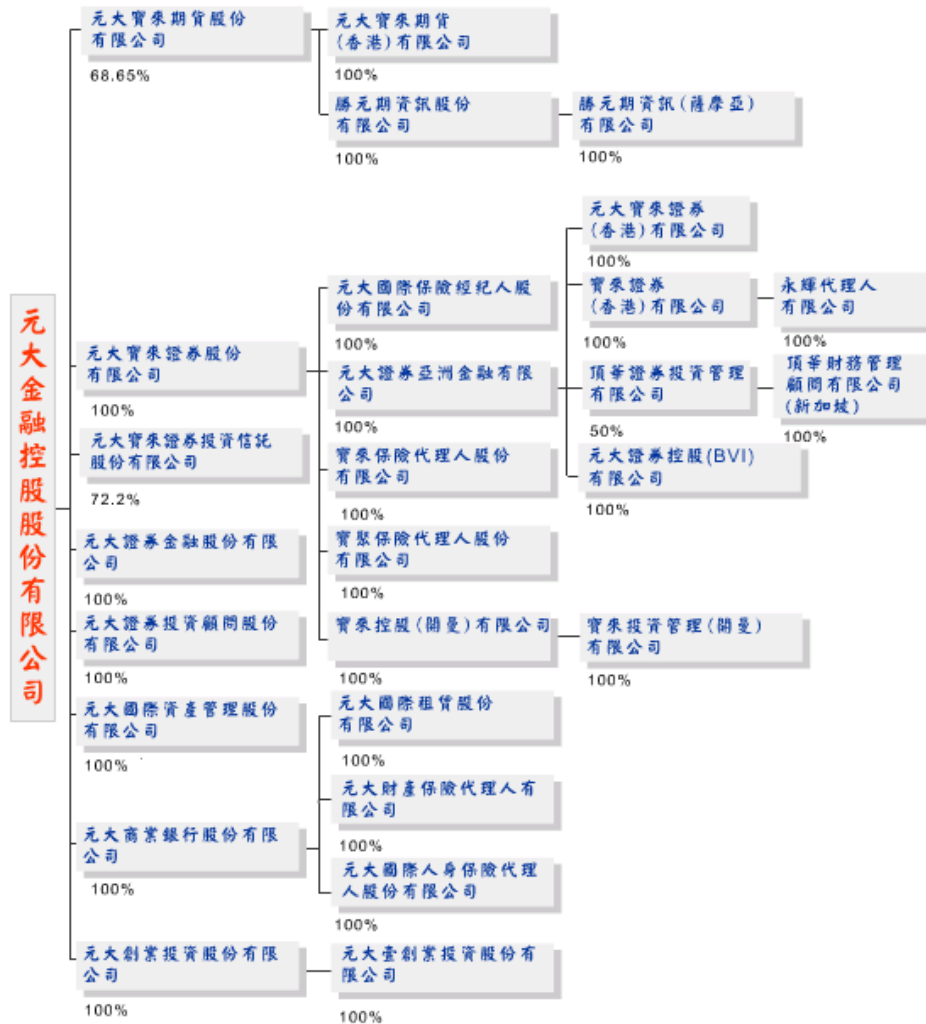 元大金融控股股份有限公司
元大寶來期貨股份
有限公司
68.65%
元大寶來期貨
(香港)有限公司
100%
勝元期資訊股份
有限公司
100%
勝元期資訊(薩摩亞)
有限公司
100%
元大寶來證券股份
有限公司
100%
元大國際保險經紀人股
份有限公司
100%
元大證券亞洲金融有限
公司
100%
元大寶來證券
(香港)有限公司
100%
寶來證券
(香港)有限公司
100%
永輝代理人
有限公司
100%
頂華證券投資管理
有限公司
50%
頂華財務管理
顧問有限公司
(新加坡)
100%
元大證券控股(BVI)
有限公司
100%
寶來保險代理人股份
有限公司
100%
寶聚保險代理人股份
有限公司
100%
寶來控股(開曼)有限公司
100%
寶來投資管理(開曼)
有限公司
100%
元大寶來證券投資信託
股份有限公司
72.2%
元大證券金融股份有限
公司
100%
元大證券投資顧問股份
有限公司
100%
元大國際資產管理股份
有限公司
100%
元大商業銀行股份有限
公司
100%
元大國際租賃股份
有限公司
100%
元大財產保險代理人有
限公司
100%
元大國際人身保險代理
人股份有限公司
100%
元大創業投資股份有限
公司
100%
元大壹創業投資股份有
限公司
100%